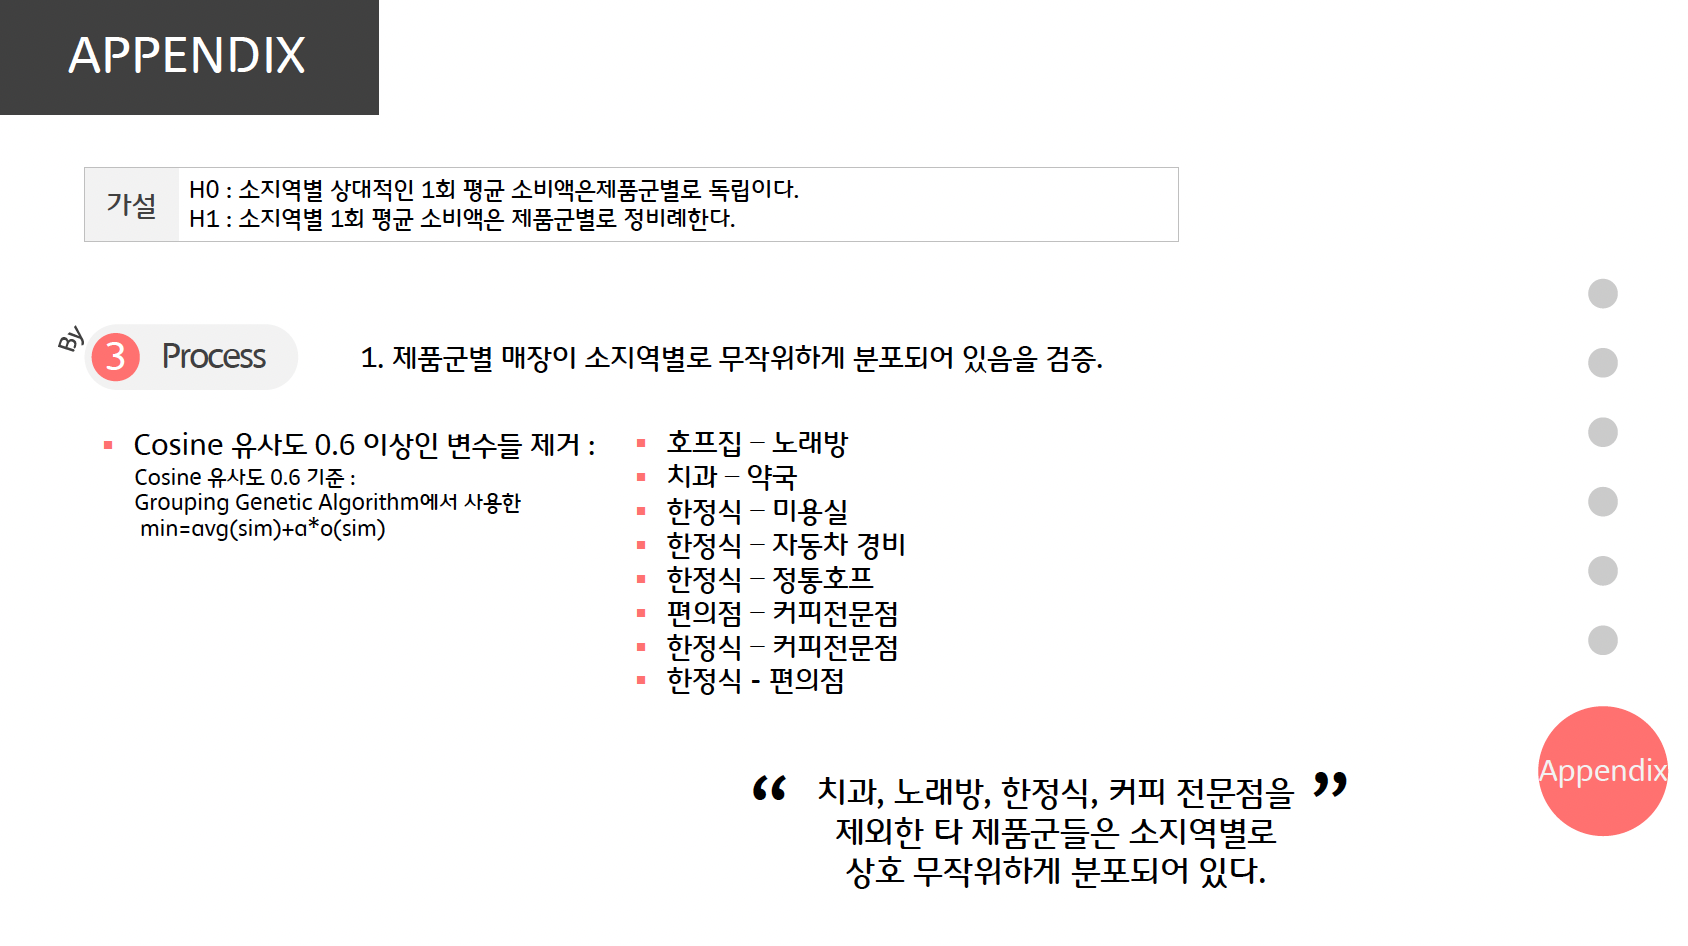 APPENDIX
가설
H0 : 소지역별 상대적인 1회 평균 소비액은제품군별로 독립이다.
H1 : 소지역별 1회 평균 소비액은 제품군별로 정비례한다.
By
3 Process
1. 제품군별 매장이 소지역별로 무작위하게 분포되어 있음을 검증.
▪ Cosine 유사도 0.6 이상인 변수들 제거 :
Cosine 유사도 0.6 기준 :
Grouping Genetic Algorithm에서 사용한
min=avg(sim)+a*o(sim)
▪ 호프집 – 노래방
▪ 치과 – 약국
▪ 한정식 – 미용실
▪ 한정식 – 자동차 경비
▪ 한정식 – 정통호프
▪ 편의점 – 커피전문점
▪ 한정식 – 커피전문점
▪ 한정식 - 편의점
“ 치과, 노래방, 한정식, 커피 전문점을 ”
제외한 타 제품군들은 소지역별로
상호 무작위하게 분포되어 있다.
Appendix